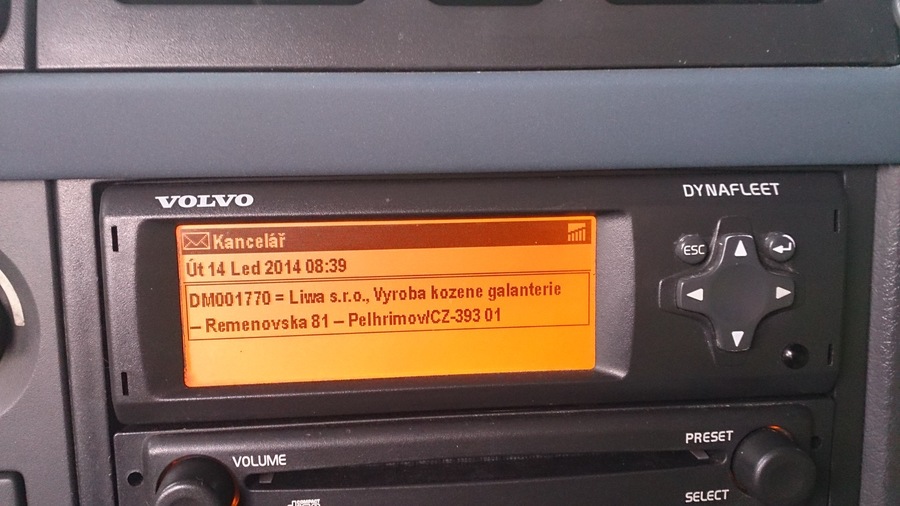 VOLVO
DYNAFLEET
Kancelář
Út 14 Led 2014 08:39
DM001770 = Liwa s.r.o., Vyroba kozene galanterie
– Remenovska 81 – Pelhrimov/CZ-393 01
ESC
VOLUME
PRESET
SELECT